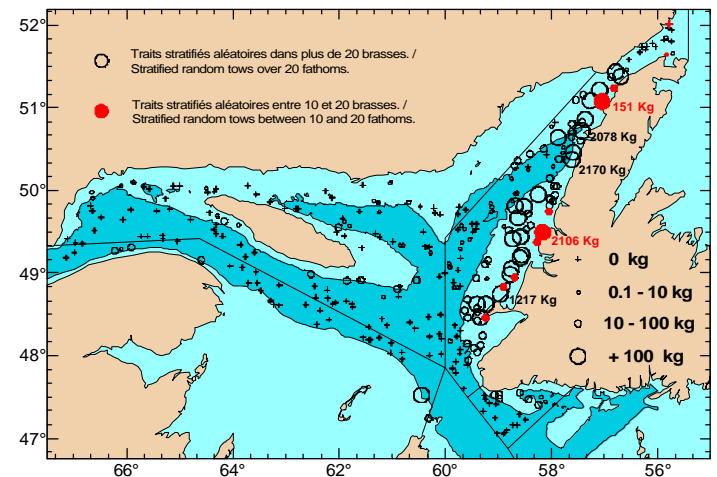 52°
Traits stratifiés aléatoires dans plus de 20 brasses. /
Stratified random tows over 20 fathoms.
51°
Traits stratifiés aléatoires entre 10 et 20 brasses. /
Stratified random tows between 10 and 20 fathoms.
151 Kg
2078 Kg
2170 Kg
50°
2106 Kg
49°
0 kg
0.1 - 10 kg
1217 Kg
10 - 100 kg
48°
+ 100 kg
47°
66°
64°
62°
60°
58°
56°